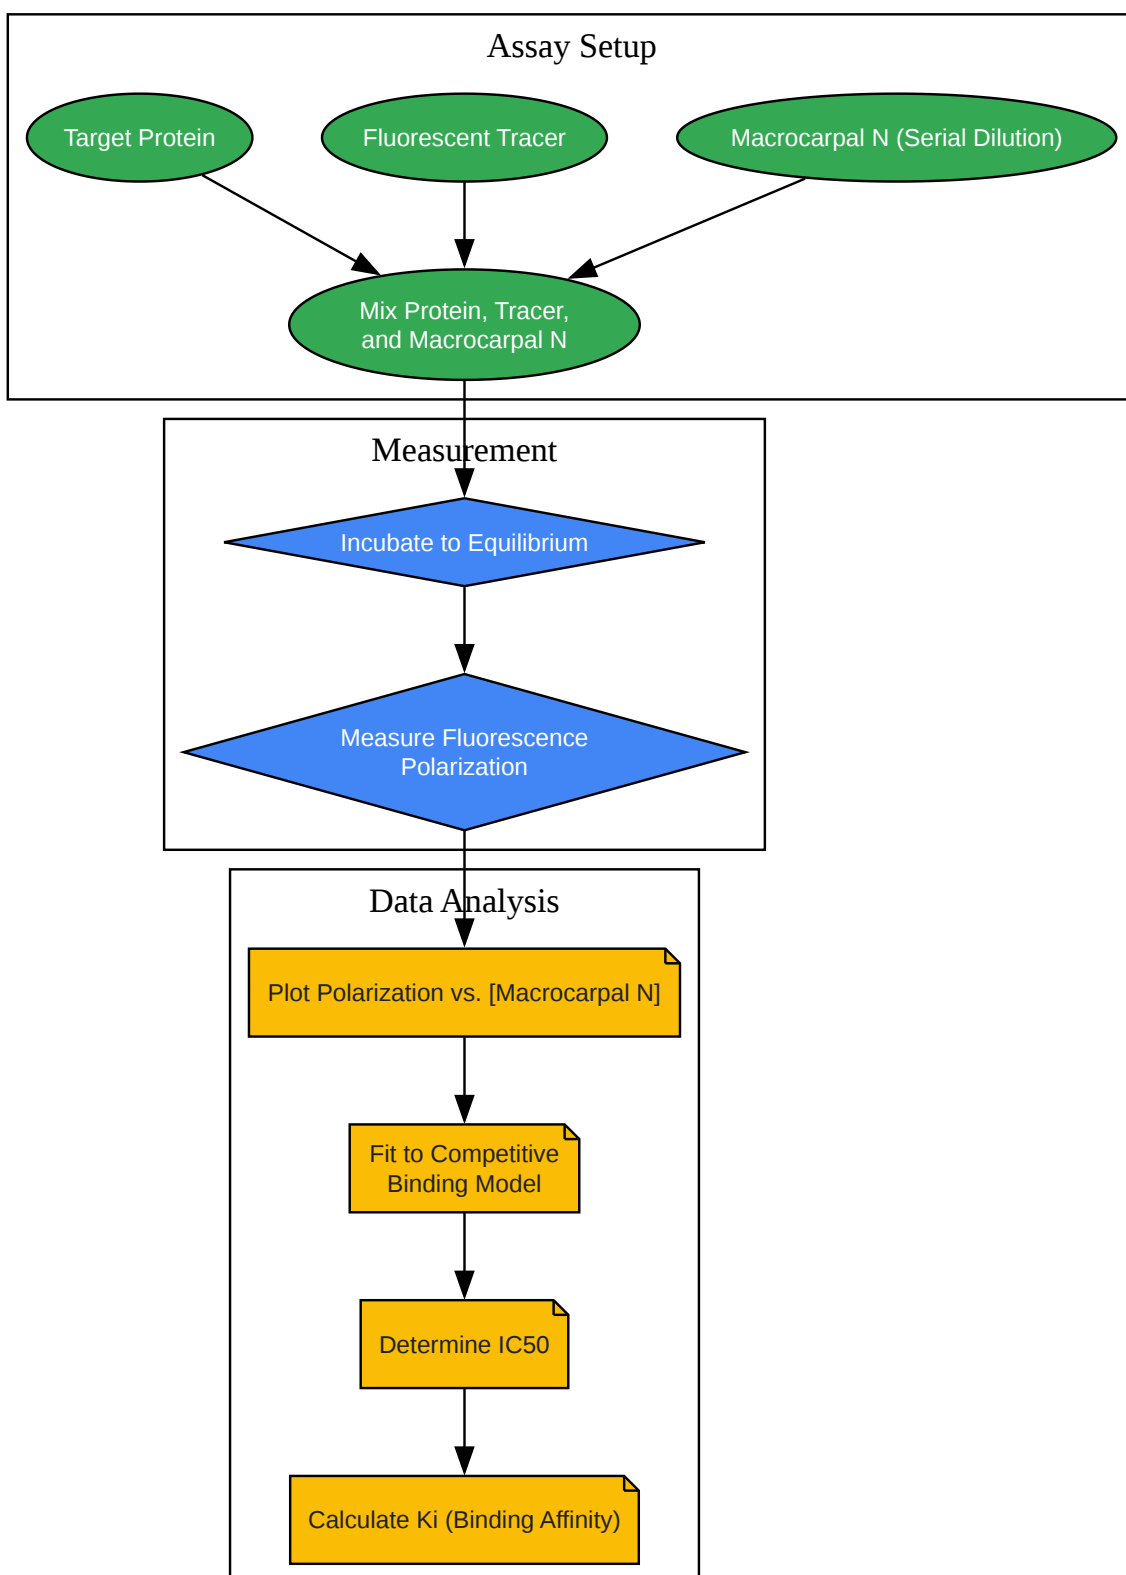 Assay Setup
Target Protein
Fluorescent Tracer
Macrocarpal N (Serial Dilution)
Mix Protein, Tracer,
and Macrocarpal N
Measurement
Incubate to Equilibrium
Measure Fluorescence
Polarization
Data Analysis
Plot Polarization vs. [Macrocarpal N]
Fit to Competitive
Binding Model
Determine IC50
Calculate Ki (Binding Affinity)